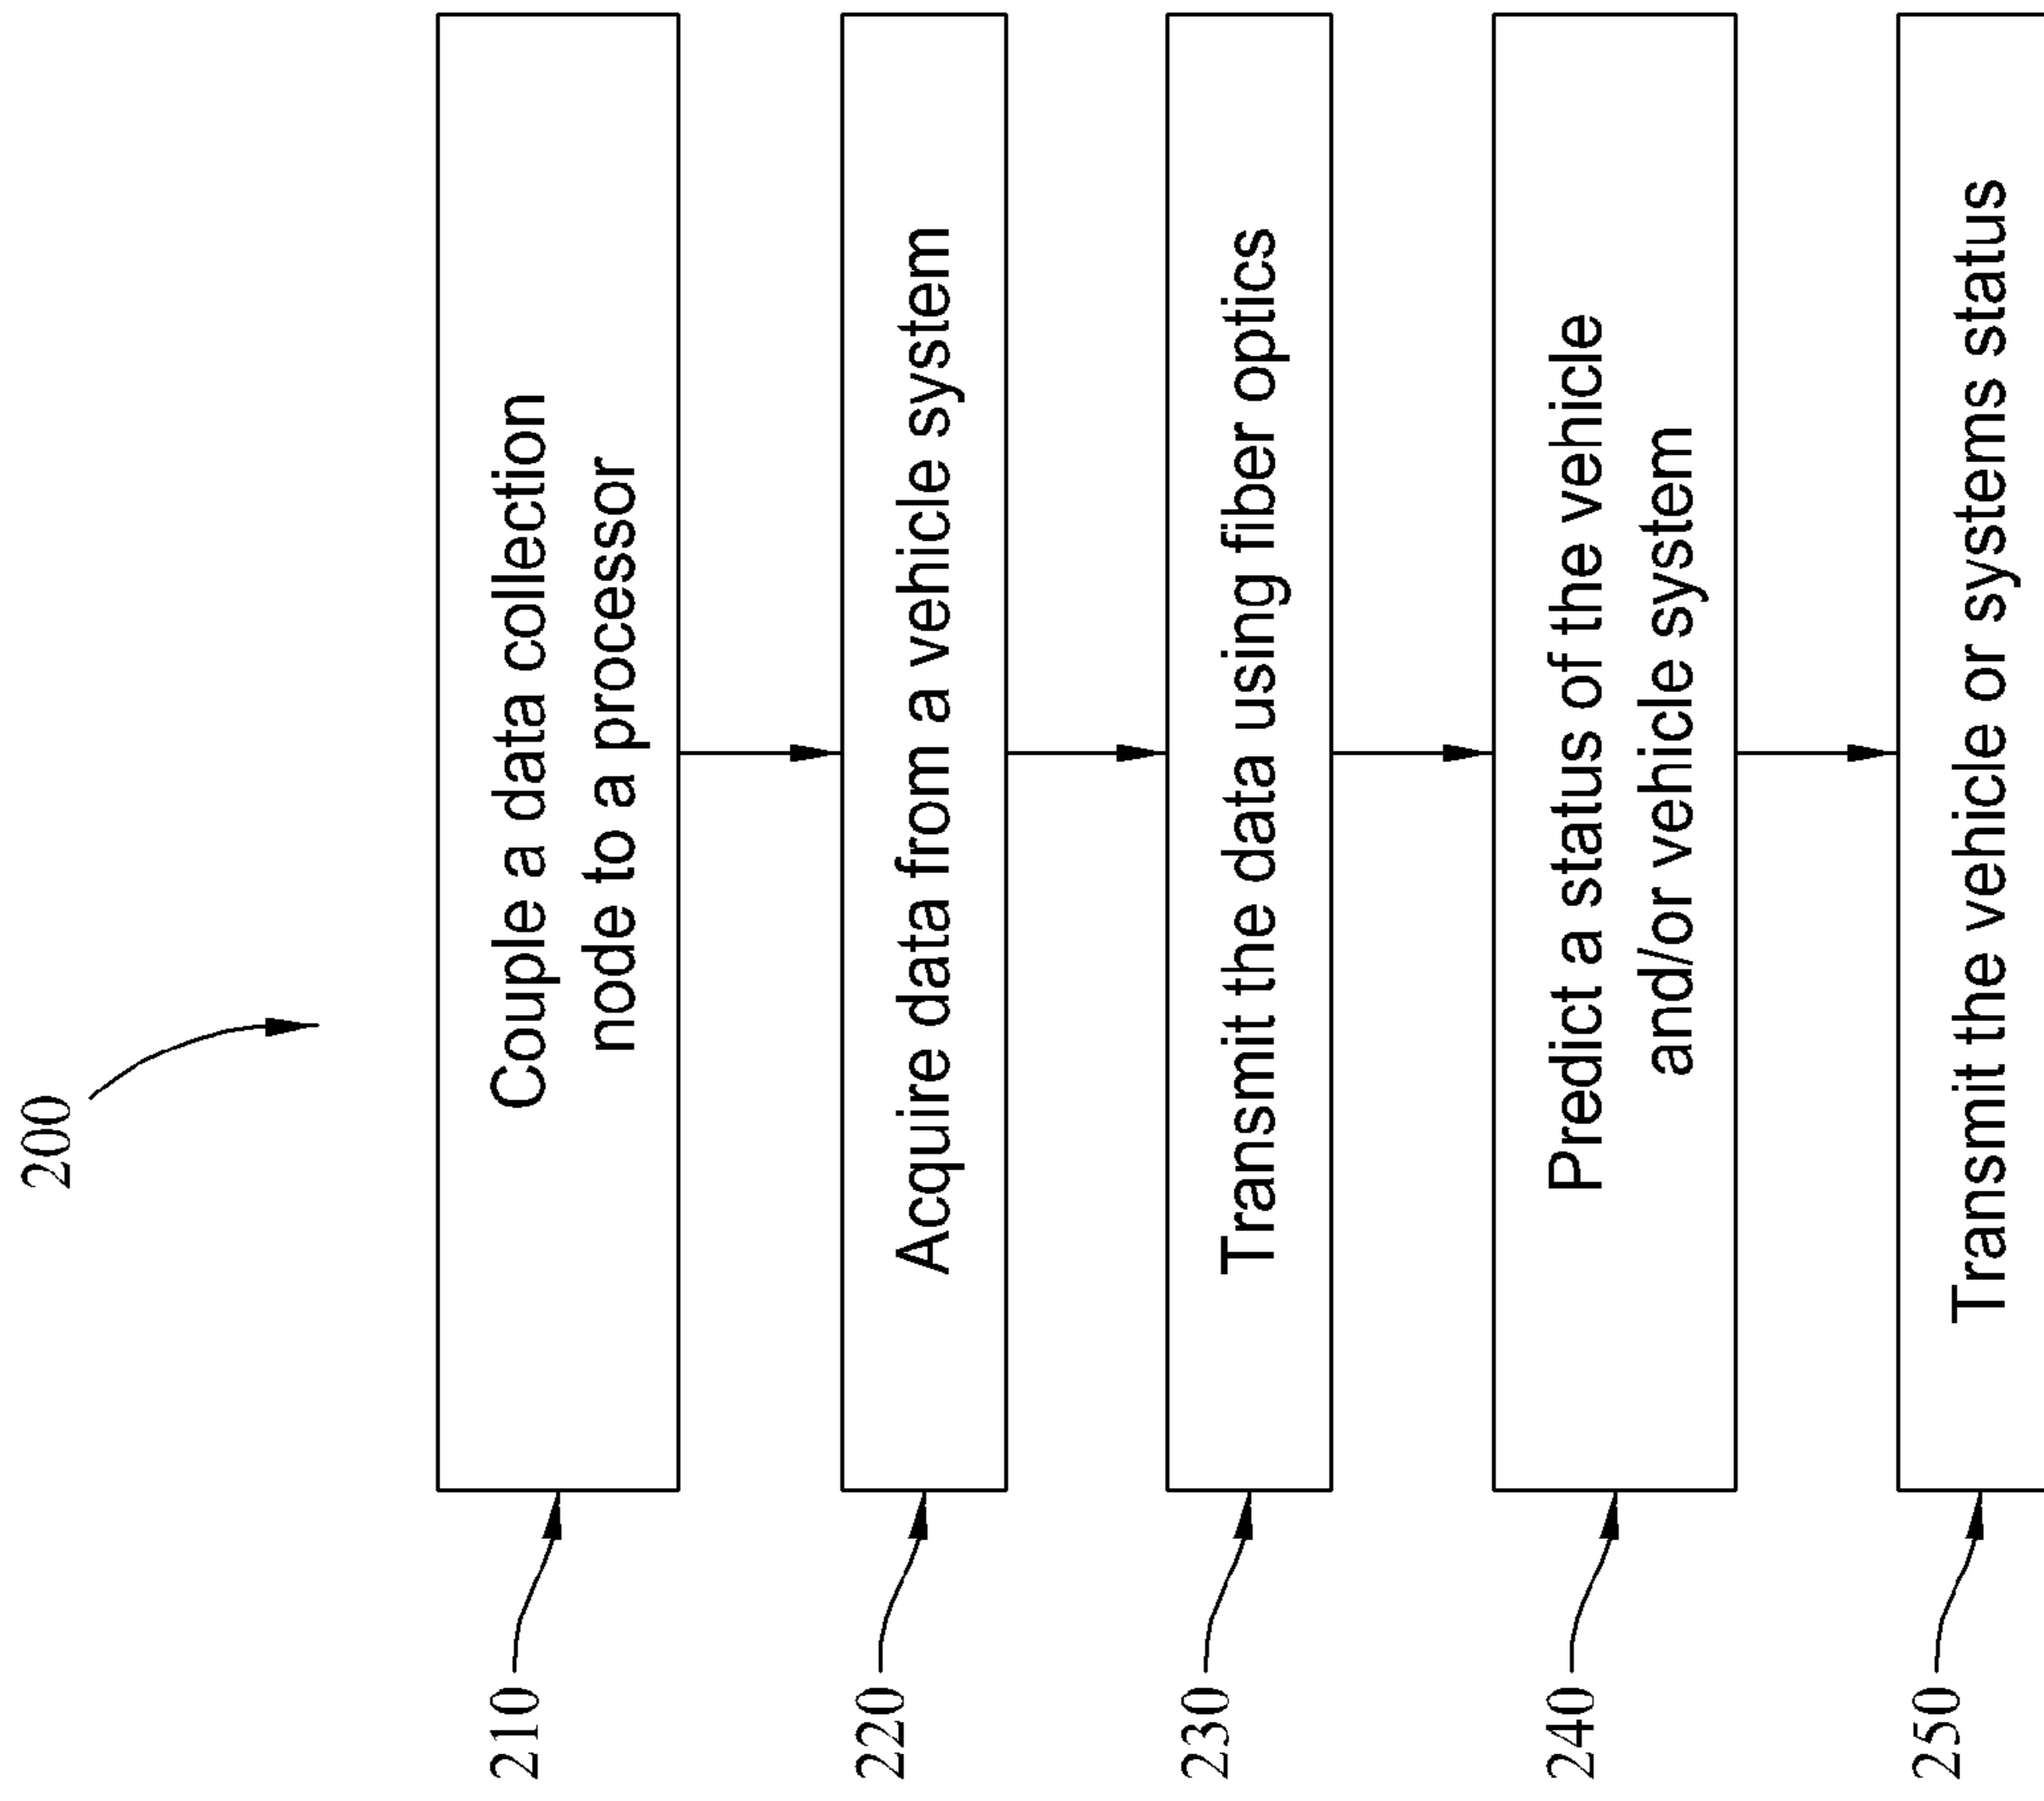 200
210
Couple a data collection
node to a processor
220
Acquire data from a vehicle system
230
Transmit the data using fiber optics
240
Predict a status of the vehicle
and/or vehicle system
250
Transmit the vehicle or systems status